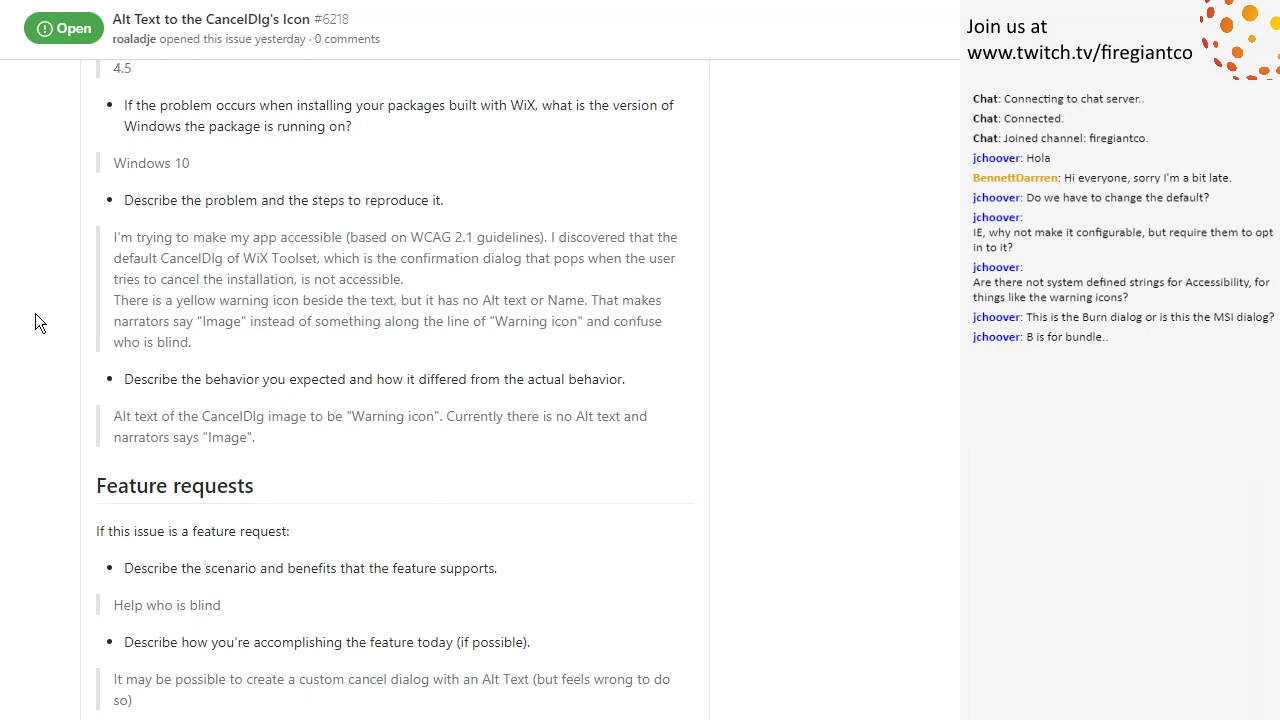 Open
Alt Text to the CancelDlg's Icon #6218
roaladje opened this issue yesterday · 0 comments
4.5
• If the problem occurs when installing your packages built with WiX, what is the version of
Windows the package is running on?
Windows 10
• Describe the problem and the steps to reproduce it.
I'm trying to make my app accessible (based on WCAG 2.1 guidelines). I discovered that the
default CancelDlg of WiX Toolset, which is the confirmation dialog that pops when the user
tries to cancel the installation, is not accessible.
There is a yellow warning icon beside the text, but it has no Alt text or Name. That makes
narrators say "Image" instead of something along the line of "Warning icon" and confuse
who is blind.
• Describe the behavior you expected and how it differed from the actual behavior.
Alt text of the CancelDlg image to be "Warning icon". Currently there is no Alt text and
narrators says "Image".
Feature requests
If this issue is a feature request:
• Describe the scenario and benefits that the feature supports.
Help who is blind
• Describe how you're accomplishing the feature today (if possible).
It may be possible to create a custom cancel dialog with an Alt Text (but feels wrong to do
so)
Join us at
www.twitch.tv/firegiantco
Chat: Connecting to chat server..
Chat: Connected.
Chat: Joined channel: firegiantco.
jchoover: Hola
BennettDarrren: Hi everyone, sorry I'm a bit late.
jchoover: Do we have to change the default?
jchoover:
IE, why not make it configurable, but require them to opt
in to it?
jchoover:
Are there not system defined strings for Accessibility, for
things like the warning icons?
jchoover: This is the Burn dialog or is this the MSI dialog?
jchoover: B is for bundle..